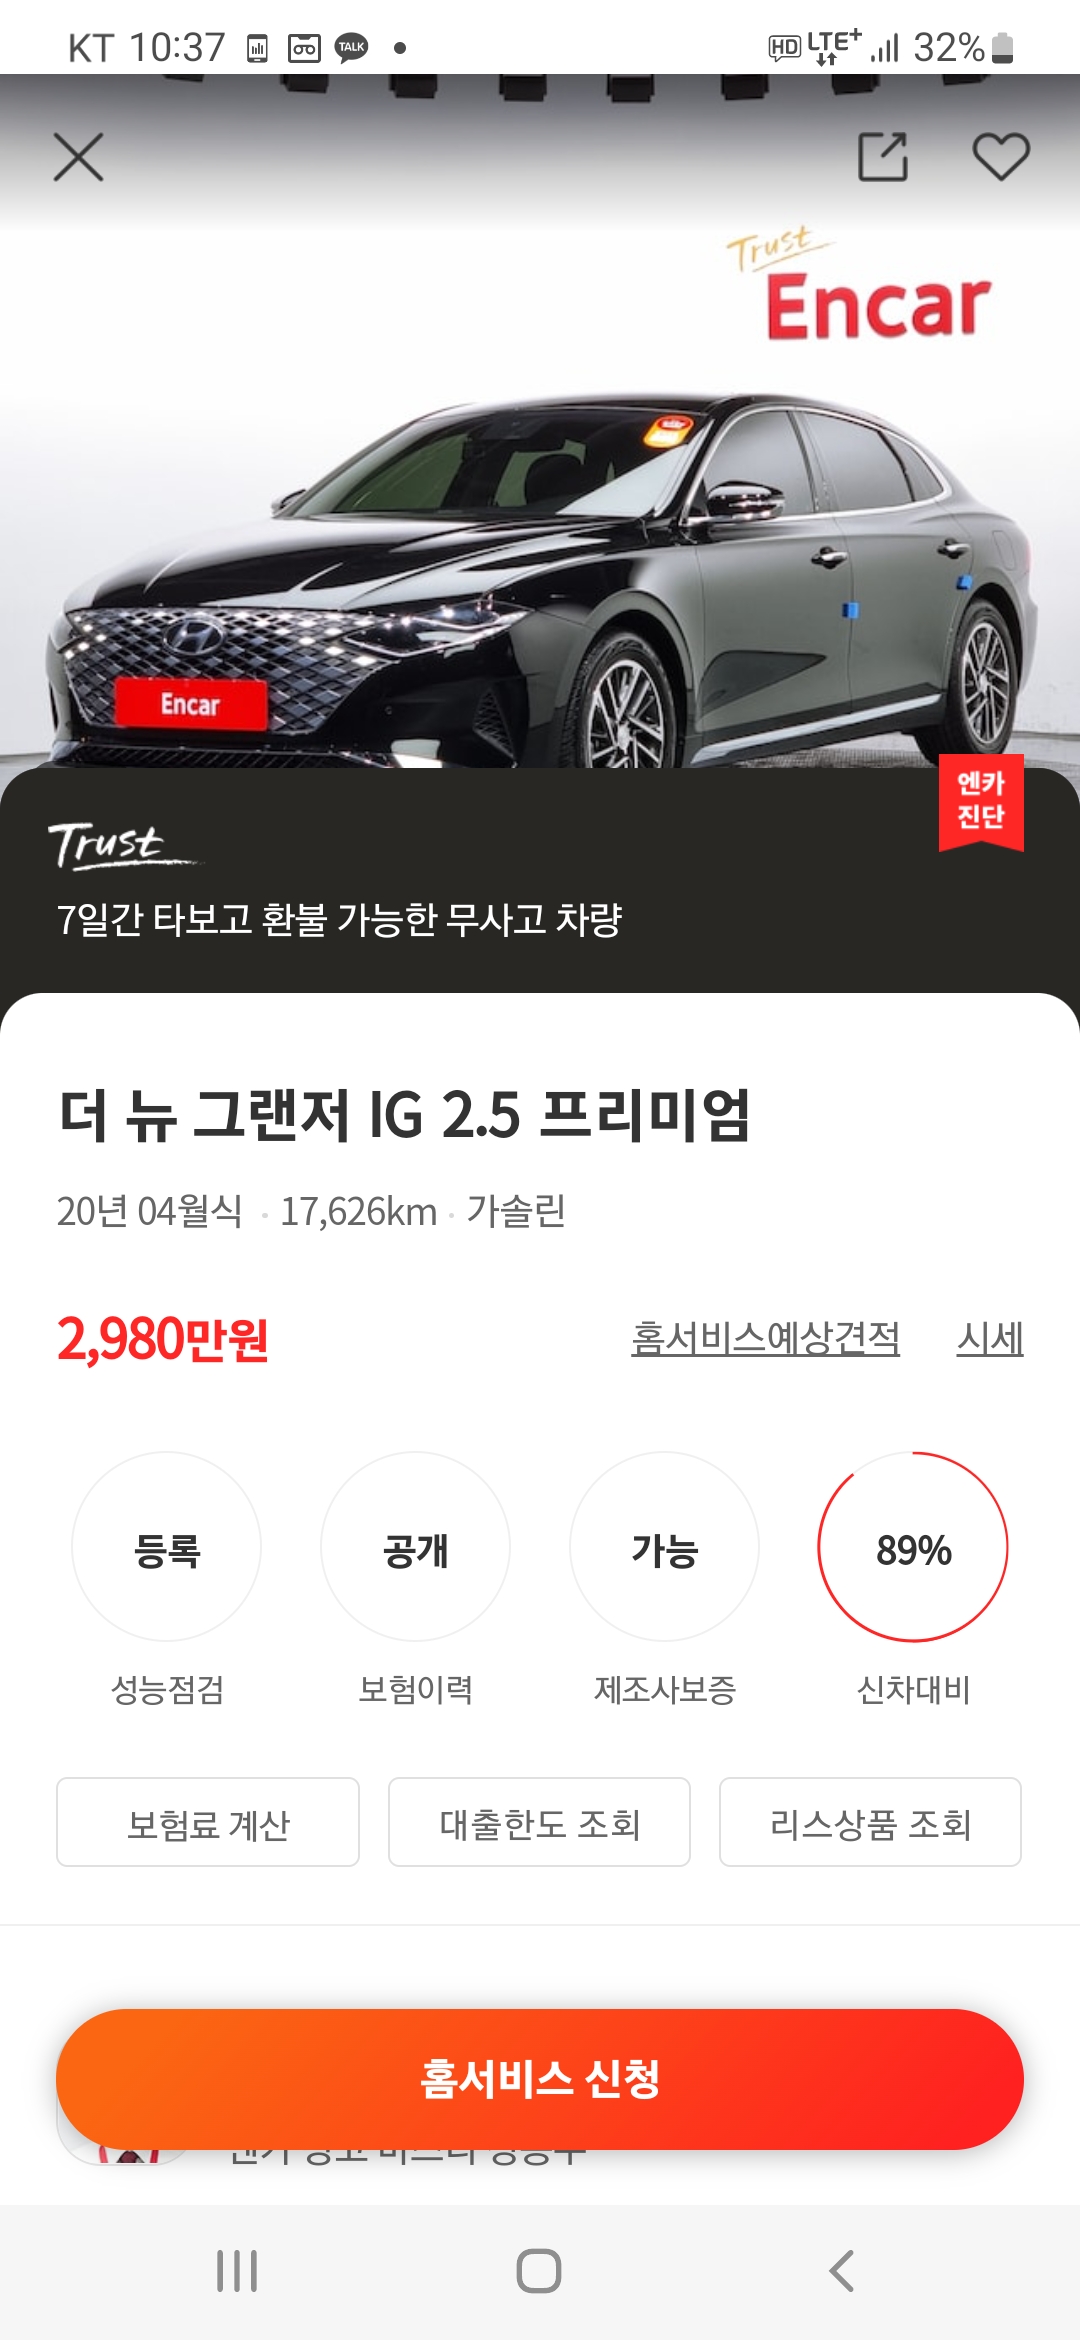 KT 10:37 TALK HD LTE+ 32%
Trust
Encar
Encar
엔카
진단
Trust
7일간 타보고 환불 가능한 무사고 차량
더 뉴 그랜저 IG 2.5 프리미엄
20년 04월식 · 17,626km · 가솔린
2,980만원 홈서비스예상견적 시세
등록 공개 가능 89%
성능점검 보험이력 제조사보증 신차대비
보험료 계산 대출한도 조회 리스상품 조회
홈서비스 신청